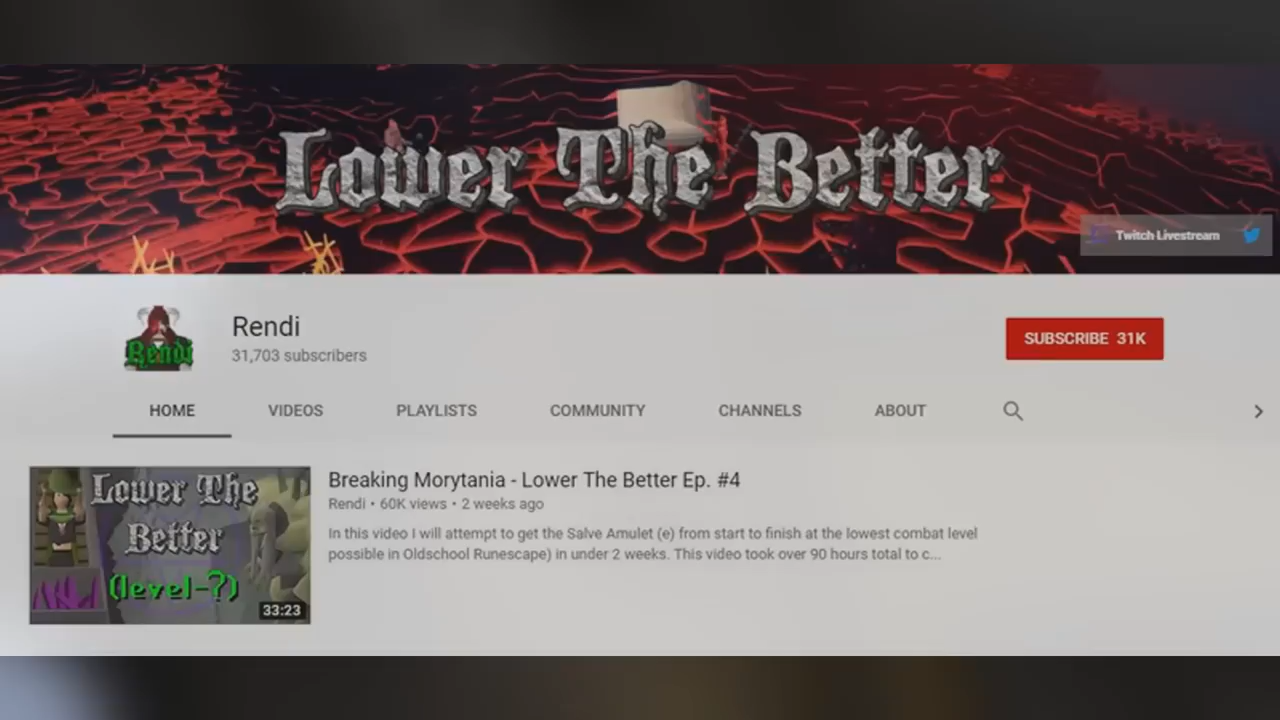 Lower The Better
Twitch Livestream
Rendi
Rendi
31,703 subscribers
SUBSCRIBE 31K
HOME VIDEOS PLAYLISTS COMMUNITY CHANNELS ABOUT
Lower The
Better
(level-?)
33:23
Breaking Morytania - Lower The Better Ep. #4
Rendi • 60K views • 2 weeks ago
In this video I will attempt to get the Salve Amulet (e) from start to finish at the lowest combat level
possible in Oldschool Runescape) in under 2 weeks. This video took over 90 hours total to c...